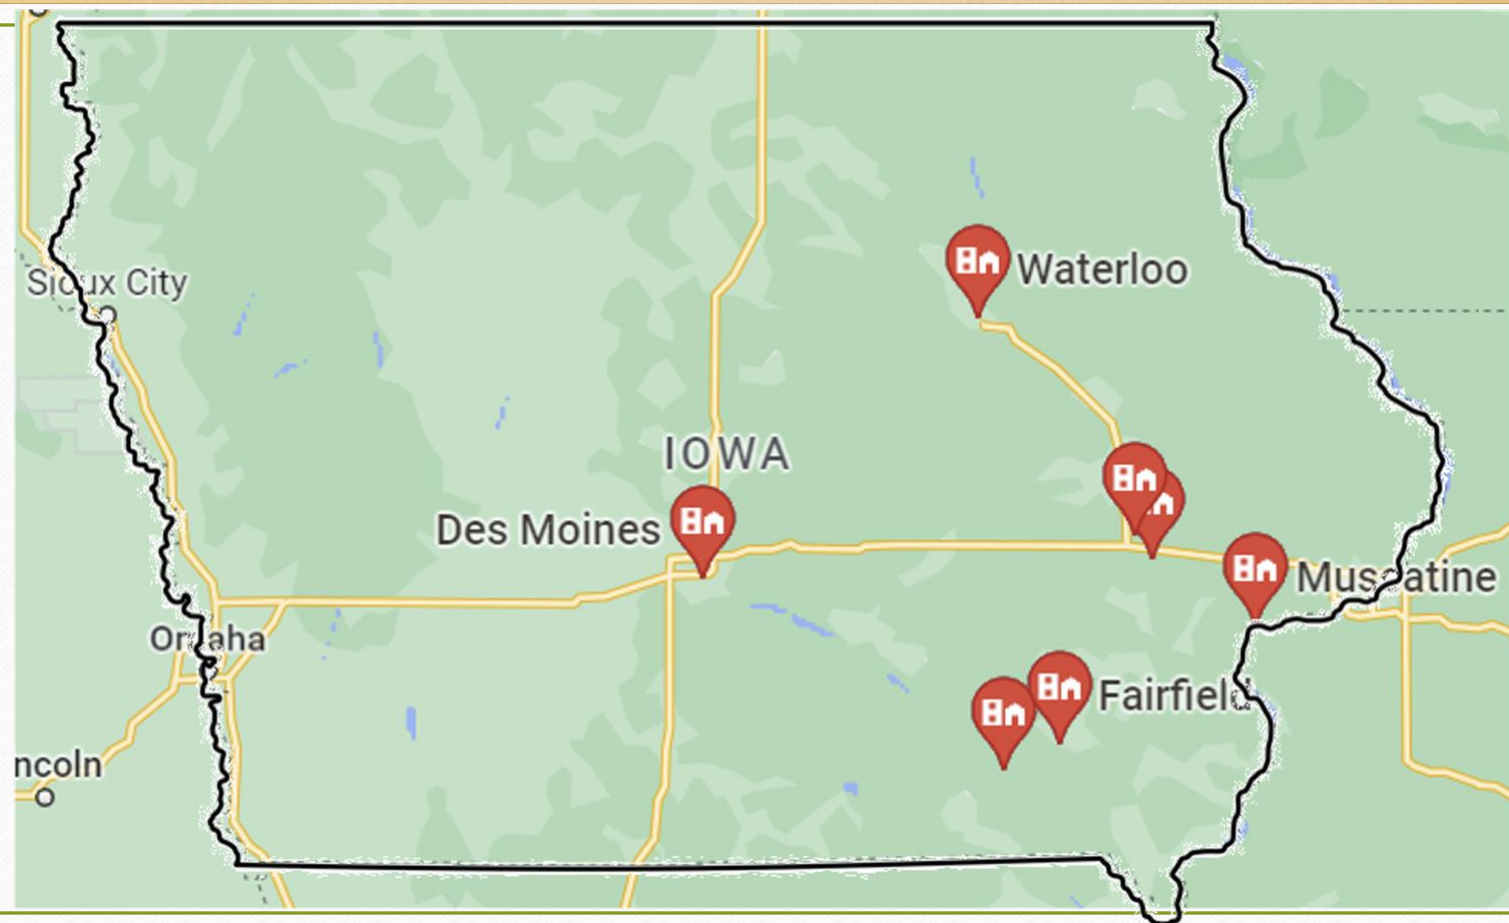 Waterloo
Sioux City
IOWA
Des Moines
Muscatine
Omaha
Fairfield
ncoln